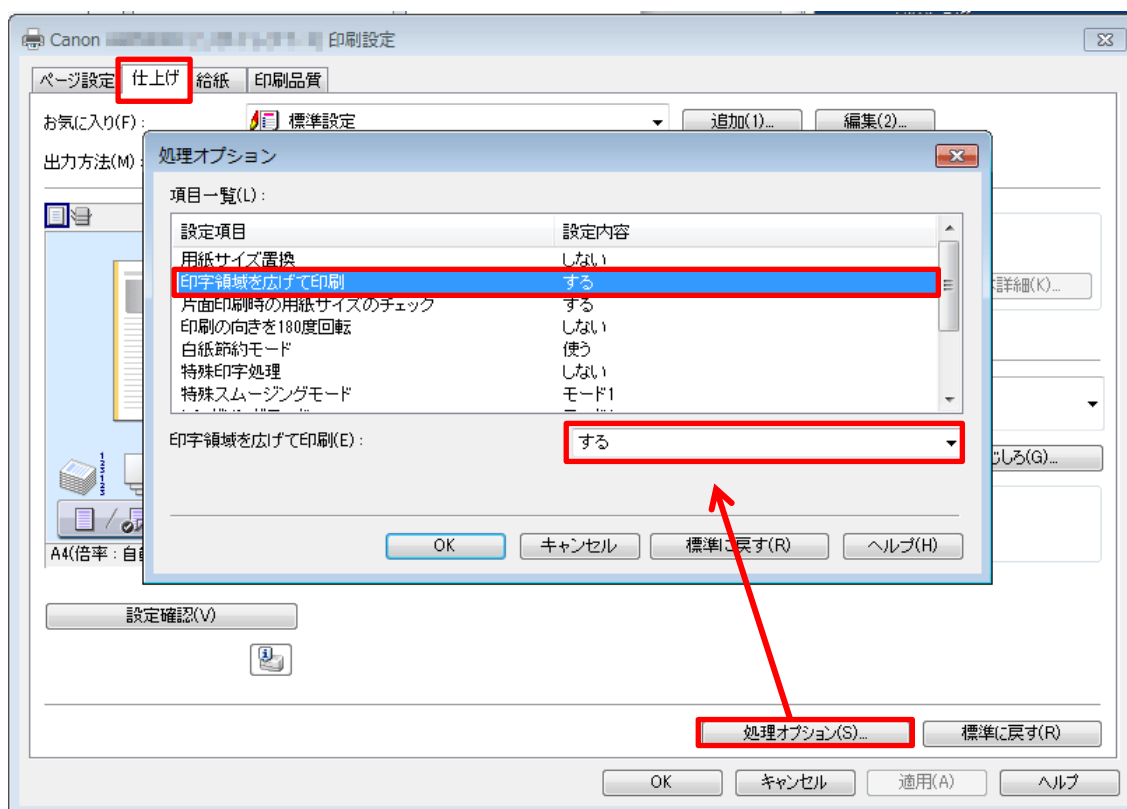 Canon 印刷設定
ページ設定 仕上げ 給紙 印刷品質
お気に入り(F): 標準設定 追加(1)... 編集(2)...
出力方法(M):
処理オプション
項目一覧(L):
設定項目 設定内容
用紙サイズ置換 しない
印字領域を広げて印刷 する
片面印刷時の用紙サイズのチェック する
印刷の向きを180度回転 しない
白紙節約モード 使う
特殊印字処理 しない
特殊スムージングモード モード1
詳細(K)...
印字領域を広げて印刷(E): する
じしろ(G)...
OK キャンセル 標準に戻す(R) ヘルプ(H)
A4(倍率:自
設定確認(V)
処理オプション(S)... 標準に戻す(R)
OK キャンセル 適用(A) ヘルプ